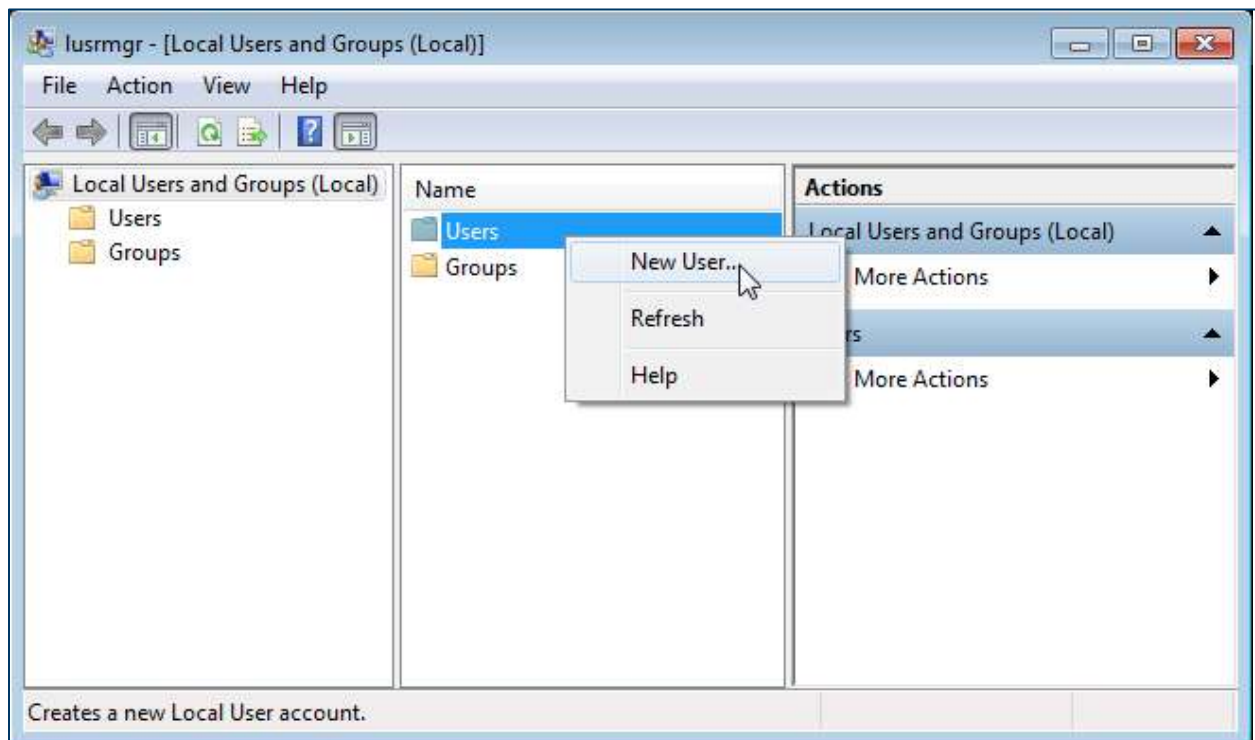 lusrmgr - [Local Users and Groups (Local)]
File Action View Help
Local Users and Groups (Local)
Users
Groups
Name
Users
Groups
New User...
Refresh
Help
Actions
Local Users and Groups (Local)
More Actions
rs
More Actions
Creates a new Local User account.